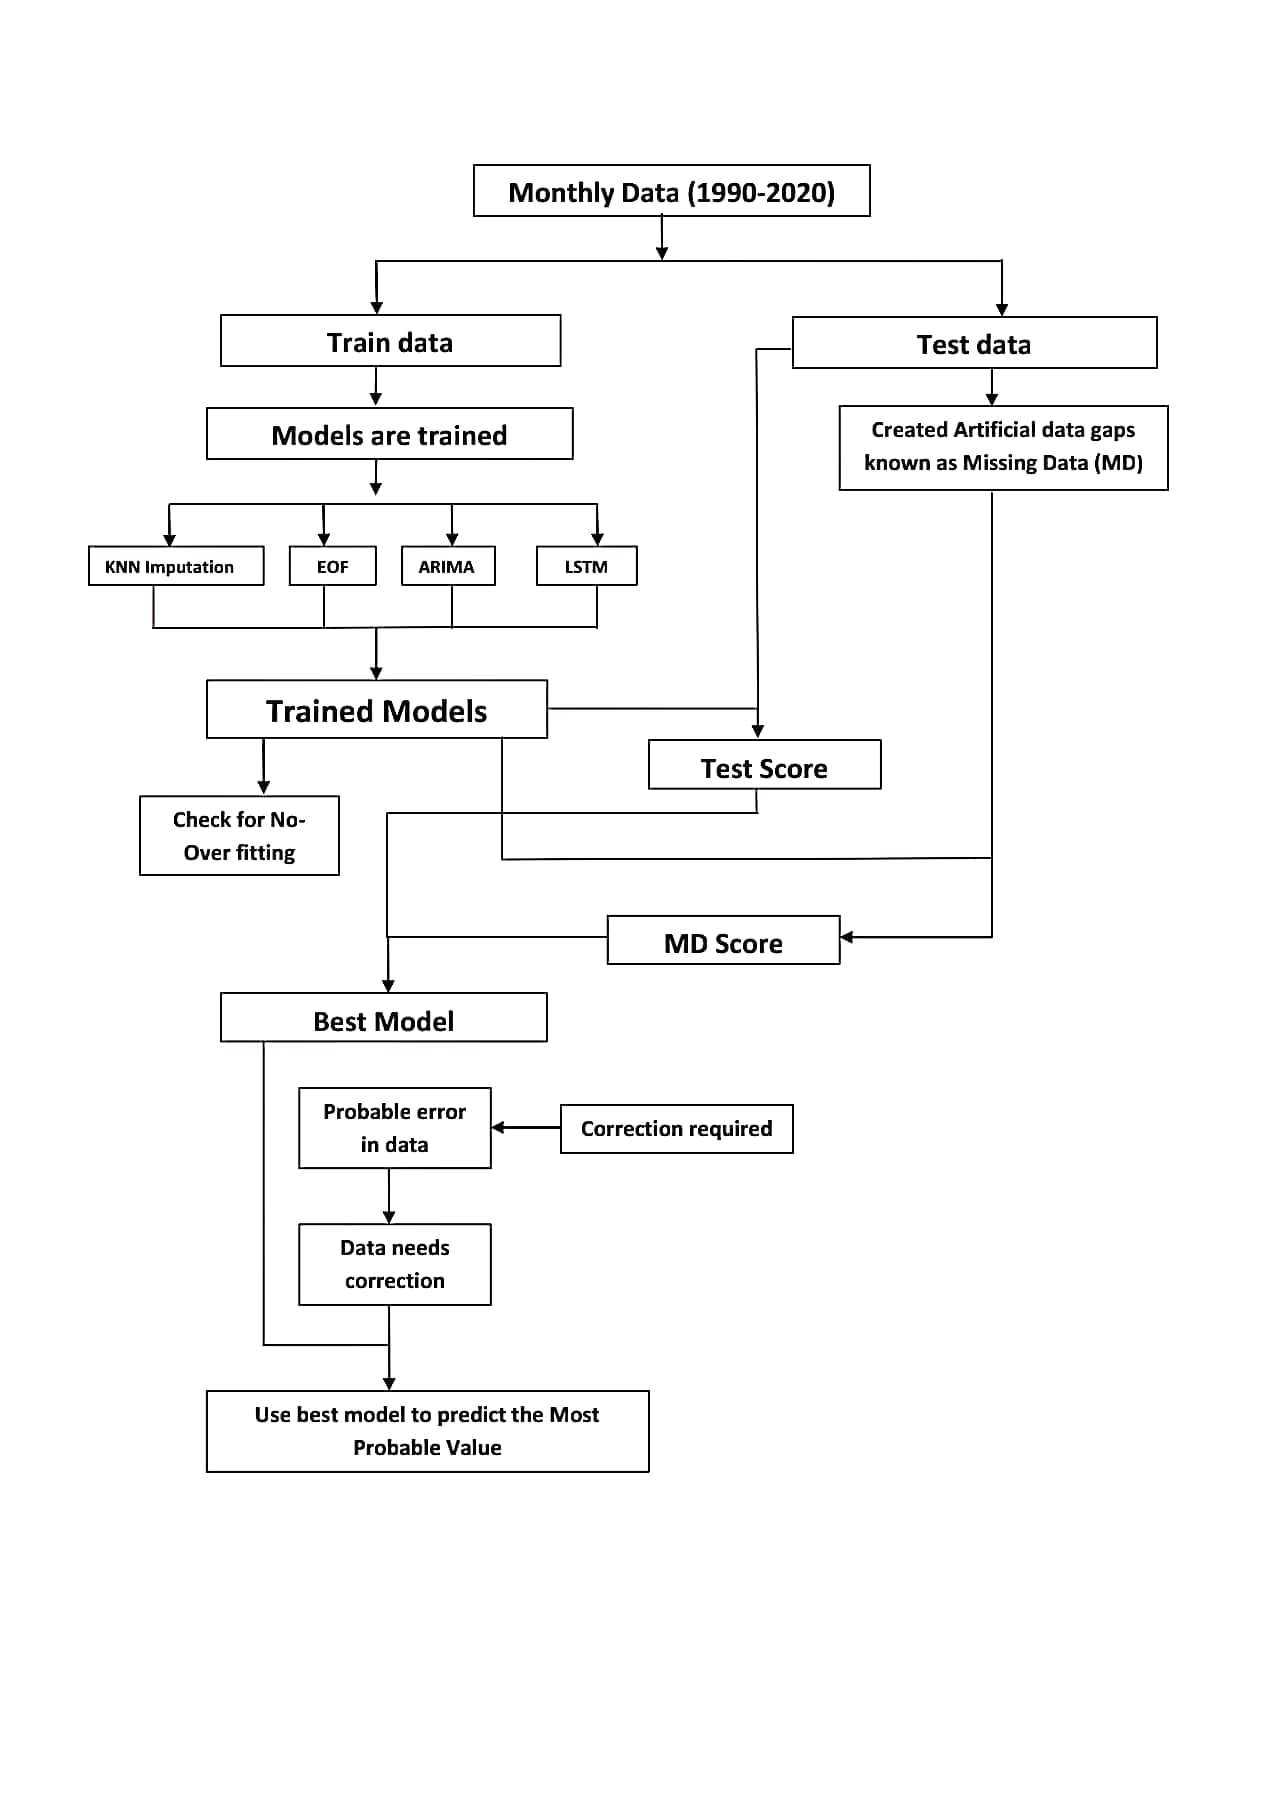 Monthly Data (1990-2020)
Train data
Test data
Models are trained
Created Artificial data gaps
known as Missing Data (MD)
KNN Imputation
EOF
ARIMA
LSTM
Trained Models
Test Score
Check for No-
Over fitting
MD Score
Best Model
Probable error
in data
Correction required
Data needs
correction
Use best model to predict the Most
Probable Value